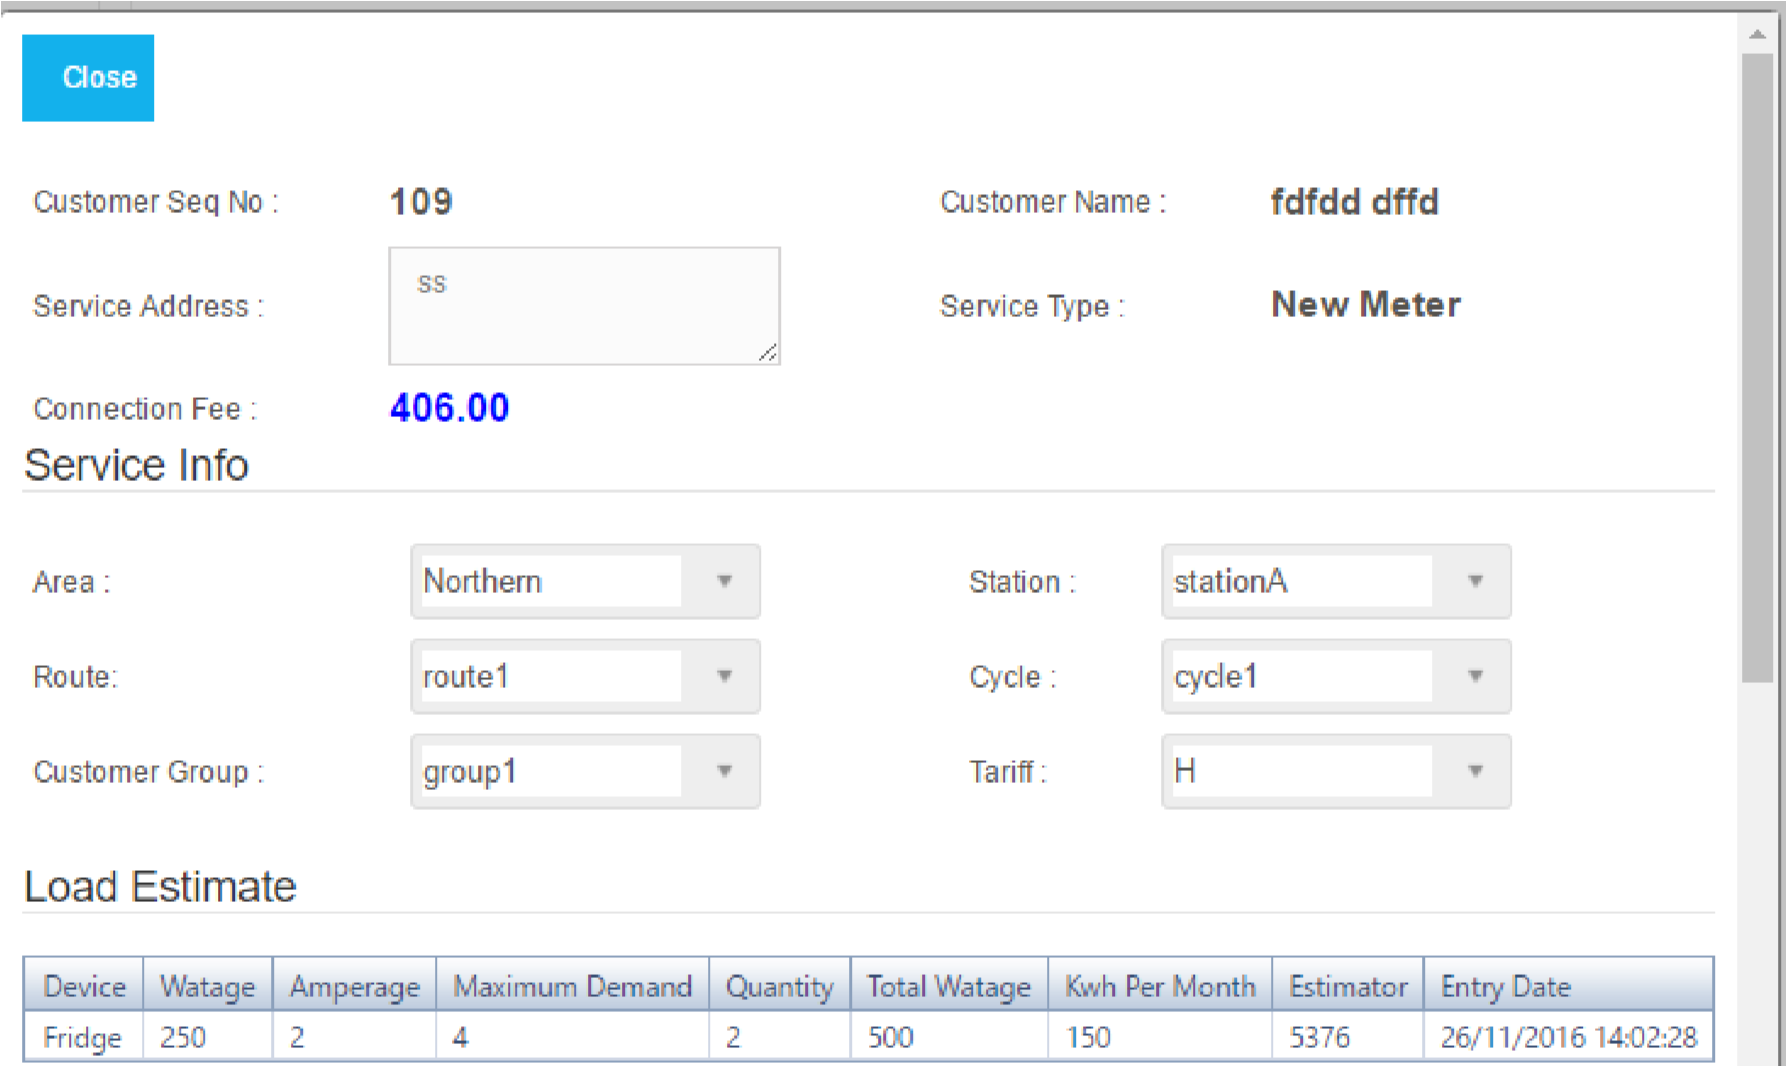 Close
Customer Seq No : 109 Customer Name : fdfdd dffd
Service Address : ss Service Type : New Meter
Connection Fee : 406.00
Service Info
Area : Northern Station : stationA
Route: route1 Cycle : cycle1
Customer Group : group1 Tariff : H
Load Estimate
Device Watage Amperage Maximum Demand Quantity Total Watage Kwh Per Month Estimator Entry Date
Fridge 250 2 4 2 500 150 5376 26/11/2016 14:02:28